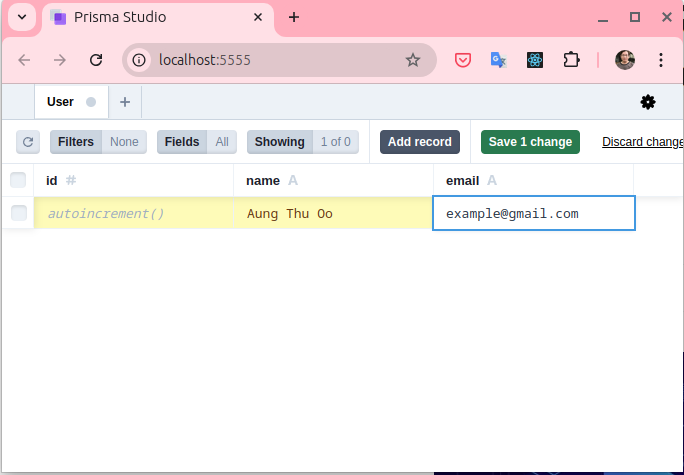 Prisma Studio
localhost:5555
User
Filters None Fields All Showing 1 of 0 Add record Save 1 change Discard change
id # name A email A
autoincrement() Aung Thu Oo example@gmail.com